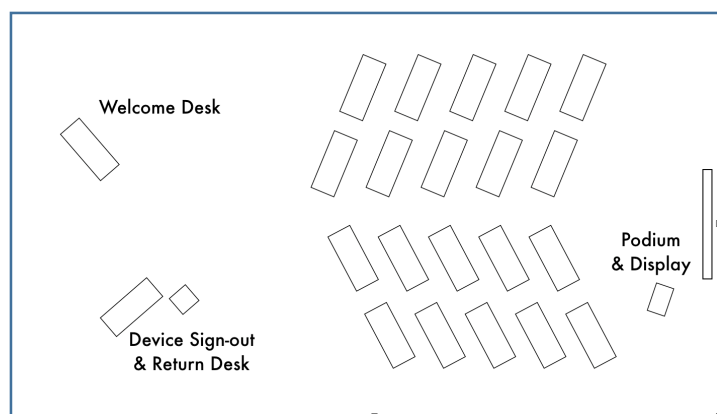 Welcome Desk
Podium
& Display
Device Sign-out
& Return Desk